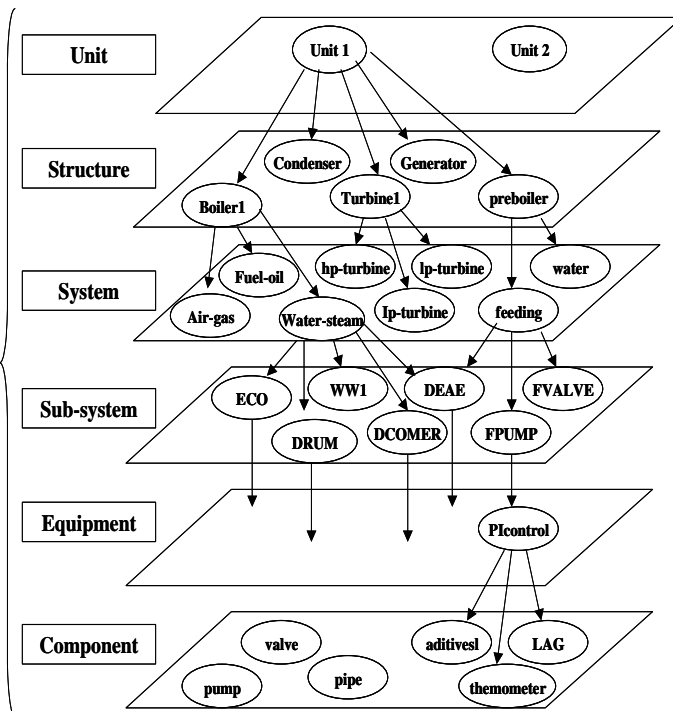 Unit
Unit 1
Unit 2
Structure
Condenser
Generator
Boiler1
Turbine1
preboiler
System
Fuel-oil
hp-turbine
lp-turbine
water
Air-gas
Water-steam
Ip-turbine
feeding
Sub-system
ECO
WW1
DEAE
FVALVE
DRUM
DCOMER
FPUMP
Equipment
PIcontrol
Component
valve
aditivesl
LAG
pump
pipe
themometer